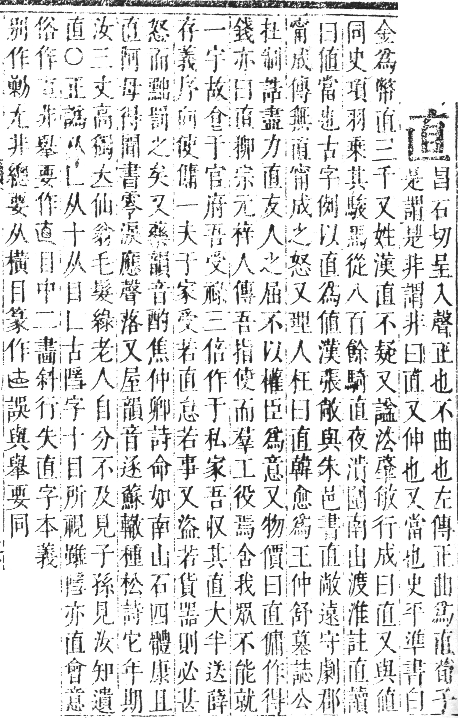 直昌石切呈入聲正也不曲也左傳正曲爲直荀子
是謂是非謂非曰直又伸也又當也史平準書白
金爲幣直三千又姓漢直不疑又諡法肇敏行成曰直又與值
同史項羽乘其駿馬從八百餘騎直夜潰圍南出渡淮註直讀
曰值當也古字例以直爲值漢張敞與朱邑書直敞遠守劇郡
甯成傳無直甯成之怒又聖人杜曰直韓愈爲王仲舒墓誌公
杜制誥盡力直友人之屈不以權臣爲意又物價曰直傭作得
錢亦曰直柳宗元梓人傳吾指使而羣工役焉舍我眾不能就
一宇故食于官府吾受祿三倍作于私家吾收其直大半送薛
存義序向使傭一夫于家受若直怠若事又盜若貨器則必甚
怒而黜罰之矣又藥韻音酌焦仲卿詩命如南山石四體康且
直阿母得聞書零淚應聲落又屋韻音逐蘇轍種松詩它年期
汝三丈高獨大仙翁毛髮綠老人自分不及見子孫見汝知遺
直○正譌从乚从十从目乚古隱字十目所視雖隱亦直會意
俗作直非舉要作直目中二畫斜行失直字本義
別作勅尢非總要从橫目篆作𥄂誤與舉要同